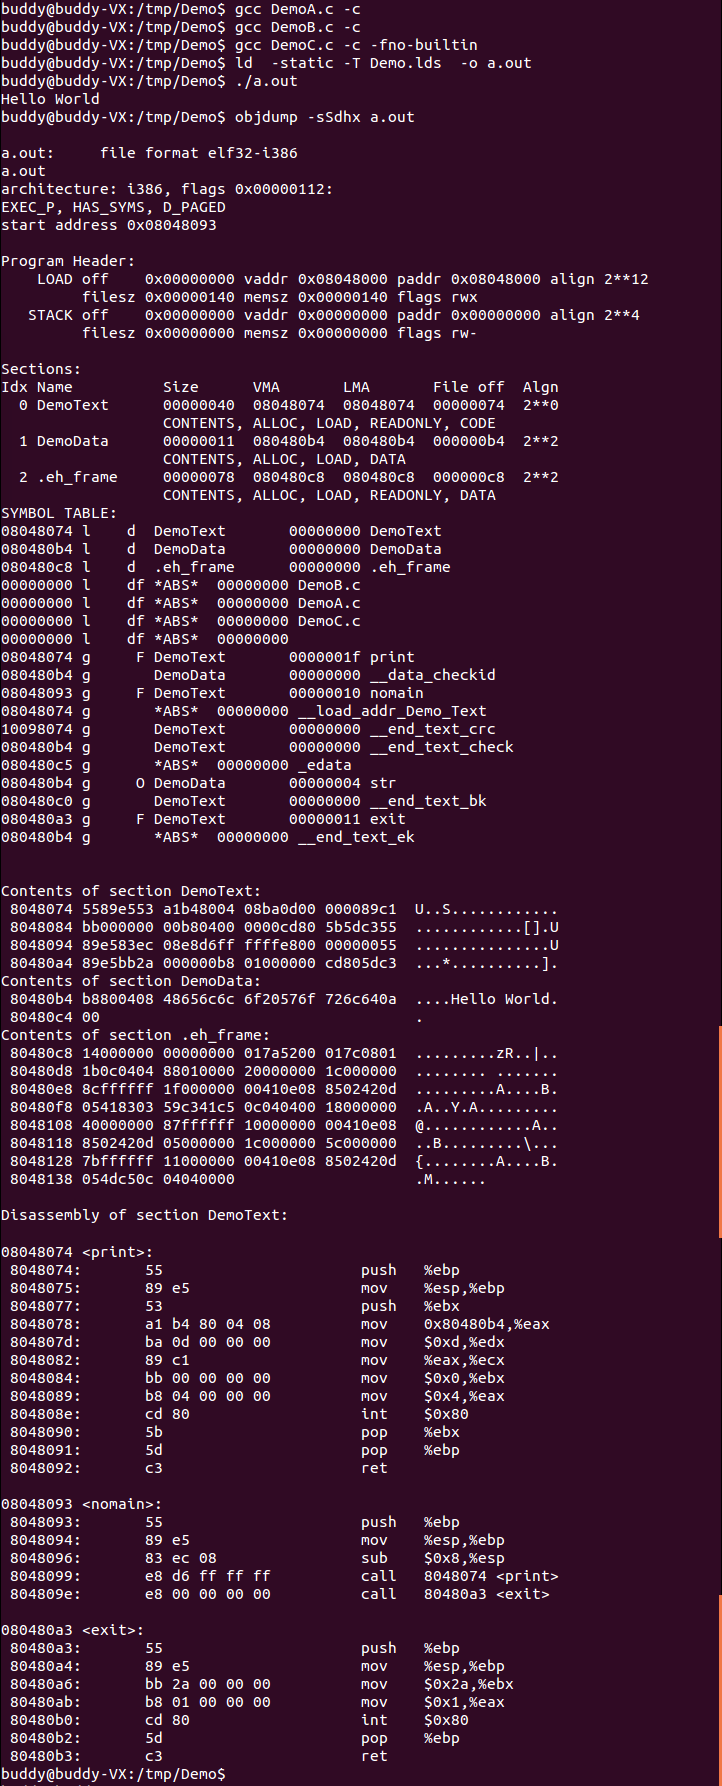 buddy@buddy-VX:/tmp/Demo$ gcc DemoA.c -c
buddy@buddy-VX:/tmp/Demo$ gcc DemoB.c -c
buddy@buddy-VX:/tmp/Demo$ gcc DemoC.c -c -fno-builtin
buddy@buddy-VX:/tmp/Demo$ ld  -static -T Demo.lds  -o a.out
buddy@buddy-VX:/tmp/Demo$ ./a.out
Hello World
buddy@buddy-VX:/tmp/Demo$ objdump -sSdhx a.out
a.out:     file format elf32-i386
a.out
architecture: i386, flags 0x00000112:
EXEC_P, HAS_SYMS, D_PAGED
start address 0x08048093
Program Header:
    LOAD off    0x00000000 vaddr 0x08048000 paddr 0x08048000 align 2**12
         filesz 0x00000140 memsz 0x00000140 flags rwx
   STACK off    0x00000000 vaddr 0x00000000 paddr 0x00000000 align 2**4
         filesz 0x00000000 memsz 0x00000000 flags rw-
Sections:
Idx Name          Size      VMA       LMA       File off  Algn
  0 DemoText      00000040  08048074  08048074  00000074  2**0
                  CONTENTS, ALLOC, LOAD, READONLY, CODE
  1 DemoData      00000011  080480b4  080480b4  000000b4  2**2
                  CONTENTS, ALLOC, LOAD, DATA
  2 .eh_frame     00000078  080480c8  080480c8  000000c8  2**2
                  CONTENTS, ALLOC, LOAD, READONLY, DATA
SYMBOL TABLE:
08048074 l    d  DemoText       00000000 DemoText
080480b4 l    d  DemoData       00000000 DemoData
080480c8 l    d  .eh_frame      00000000 .eh_frame
00000000 l    df *ABS*  00000000 DemoB.c
00000000 l    df *ABS*  00000000 DemoA.c
00000000 l    df *ABS*  00000000 DemoC.c
00000000 l    df *ABS*  00000000
08048074 g     F DemoText       0000001f print
080480b4 g       DemoData       00000000 __data_checkid
08048093 g     F DemoText       00000010 nomain
08048074 g       *ABS*  00000000 __load_addr_Demo_Text
10098074 g       DemoText       00000000 __end_text_crc
080480b4 g       DemoText       00000000 __end_text_check
080480c5 g       *ABS*  00000000 _edata
080480b4 g     O DemoData       00000004 str
080480c0 g       DemoText       00000000 __end_text_bk
080480a3 g     F DemoText       00000011 exit
080480b4 g       *ABS*  00000000 __end_text_ek
Contents of section DemoText:
 8048074 5589e553 a1b48004 08ba0d00 000089c1  U..S............
 8048084 bb000000 00b80400 0000cd80 5b5dc355  ............[].U
 8048094 89e583ec 08e8d6ff ffffe800 00000055  ...............U
 80480a4 89e5bb2a 000000b8 01000000 cd805dc3  ...*..........].
Contents of section DemoData:
 80480b4 b8800408 48656c6c 6f20576f 726c640a  ....Hello World.
 80480c4 00                                   .
Contents of section .eh_frame:
 80480c8 14000000 00000000 017a5200 017c0801  .........zR..|..
 80480d8 1b0c0404 88010000 20000000 1c000000  ........ .......
 80480e8 8cffffff 1f000000 00410e08 8502420d  .........A....B.
 80480f8 05418303 59c341c5 0c040400 18000000  .A..Y.A.........
 8048108 40000000 87ffffff 10000000 00410e08  @............A..
 8048118 8502420d 05000000 1c000000 5c000000  ..B.........\...
 8048128 7bffffff 11000000 00410e08 8502420d  {........A....B.
 8048138 054dc50c 04040000                    .M......
Disassembly of section DemoText:
08048074 <print>:
 8048074:       55                      push   %ebp
 8048075:       89 e5                   mov    %esp,%ebp
 8048077:       53                      push   %ebx
 8048078:       a1 b4 80 04 08          mov    0x80480b4,%eax
 804807d:       ba 0d 00 00 00          mov    $0xd,%edx
 8048082:       89 c1                   mov    %eax,%ecx
 8048084:       bb 00 00 00 00          mov    $0x0,%ebx
 8048089:       b8 04 00 00 00          mov    $0x4,%eax
 804808e:       cd 80                   int    $0x80
 8048090:       5b                      pop    %ebx
 8048091:       5d                      pop    %ebp
 8048092:       c3                      ret
08048093 <nomain>:
 8048093:       55                      push   %ebp
 8048094:       89 e5                   mov    %esp,%ebp
 8048096:       83 ec 08                sub    $0x8,%esp
 8048099:       e8 d6 ff ff ff          call   8048074 <print>
 804809e:       e8 00 00 00 00          call   80480a3 <exit>
080480a3 <exit>:
 80480a3:       55                      push   %ebp
 80480a4:       89 e5                   mov    %esp,%ebp
 80480a6:       bb 2a 00 00 00          mov    $0x2a,%ebx
 80480ab:       b8 01 00 00 00          mov    $0x1,%eax
 80480b0:       cd 80                   int    $0x80
 80480b2:       5d                      pop    %ebp
 80480b3:       c3                      ret
buddy@buddy-VX:/tmp/Demo$